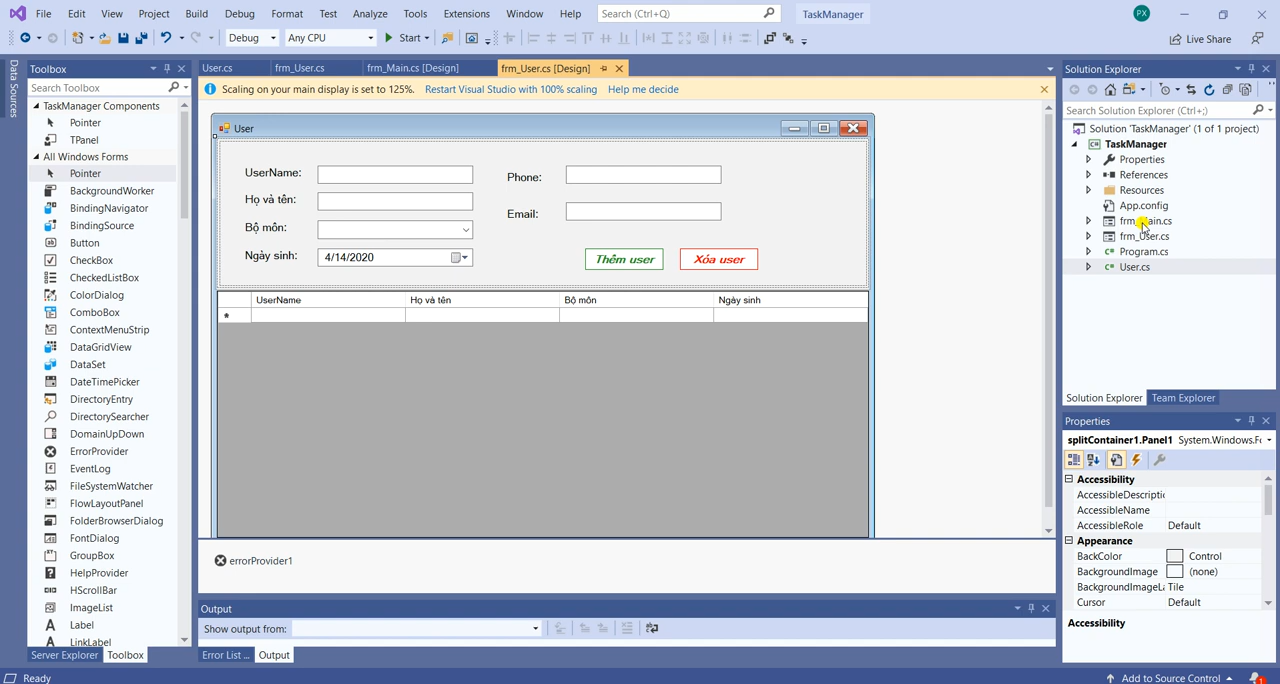 File Edit View Project Build Debug Format Test Analyze Tools Extensions Window Help Search (Ctrl+Q) TaskManager PX
Debug Any CPU Start Live Share
Data Sources
Toolbox
Search Toolbox
TaskManager Components
Pointer
TPanel
All Windows Forms
Pointer
BackgroundWorker
BindingNavigator
BindingSource
Button
CheckBox
CheckedListBox
ColorDialog
ComboBox
ContextMenuStrip
DataGridView
DataSet
DateTimePicker
DirectoryEntry
DirectorySearcher
DomainUpDown
ErrorProvider
EventLog
FileSystemWatcher
FlowLayoutPanel
FolderBrowserDialog
FontDialog
GroupBox
HelpProvider
HScrollBar
ImageList
Label
LinkLabel
Server Explorer Toolbox
User.cs frm_User.cs frm_Main.cs [Design] frm_User.cs [Design]
Scaling on your main display is set to 125%. Restart Visual Studio with 100% scaling Help me decide
User
UserName: Phone:
Họ và tên:
Email:
Bộ môn:
Ngày sinh: 4/14/2020 Thêm user Xóa user
UserName Họ và tên Bộ môn Ngày sinh
*
errorProvider1
Output
Show output from:
Error List ... Output
Solution Explorer
Search Solution Explorer (Ctrl+;)
Solution 'TaskManager' (1 of 1 project)
TaskManager
Properties
References
Resources
App.config
frm_Main.cs
frm_User.cs
Program.cs
User.cs
Solution Explorer Team Explorer
Properties
splitContainer1.Panel1 System.Windows.Fo
Accessibility
AccessibleDescriptic
AccessibleName
AccessibleRole Default
Appearance
BackColor Control
BackgroundImage (none)
BackgroundImageLa Tile
Cursor Default
Accessibility
Ready Add to Source Control 1